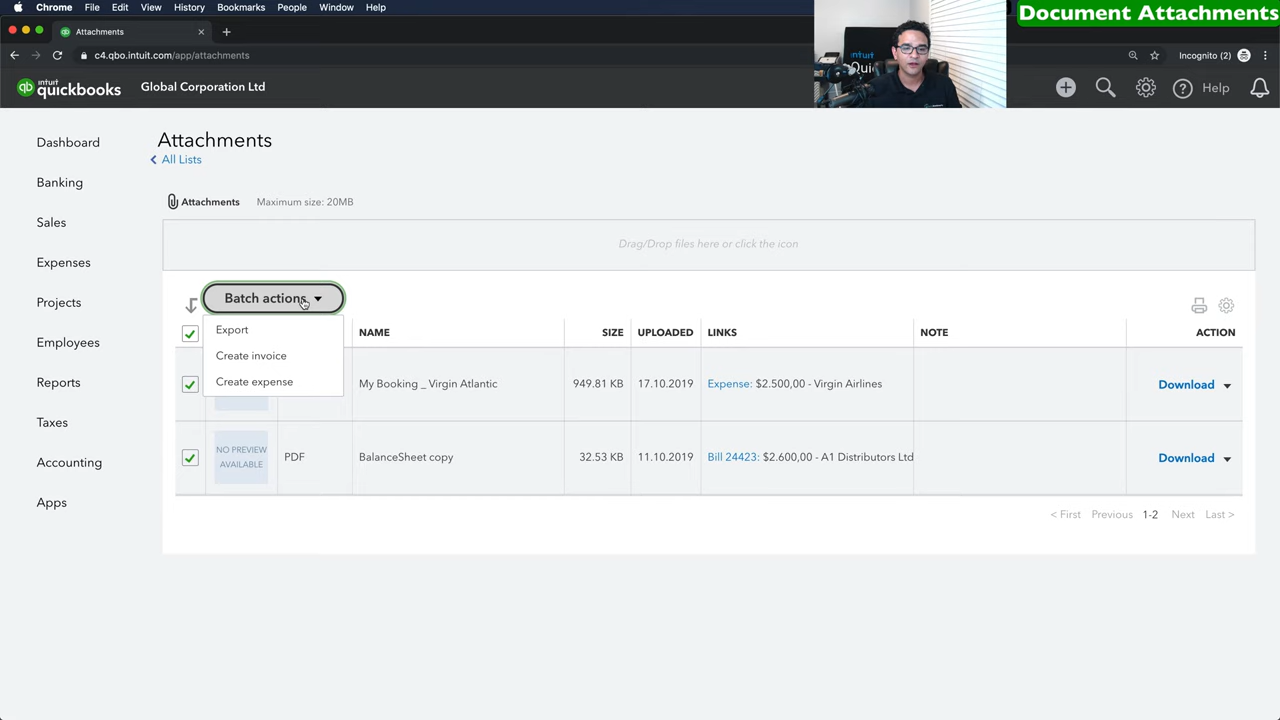 Chrome File Edit View History Bookmarks People Window Help
Document Attachments
Attachments
c4.qbo.intuit.com/app/
Incognito (2)
intuit quickbooks
qb
Global Corporation Ltd
Help
Dashboard
Banking
Sales
Expenses
Projects
Employees
Reports
Taxes
Accounting
Apps
Attachments
All Lists
Attachments Maximum size: 20MB
Drag/Drop files here or click the icon
Batch actions
Export
Create invoice
Create expense
NAME SIZE UPLOADED LINKS NOTE ACTION
My Booking _ Virgin Atlantic 949.81 KB 17.10.2019 Expense: $2.500,00 - Virgin Airlines Download
NO PREVIEW
AVAILABLE
PDF BalanceSheet copy 32.53 KB 11.10.2019 Bill 24423: $2.600,00 - A1 Distributors Ltd Download
< First Previous 1-2 Next Last >